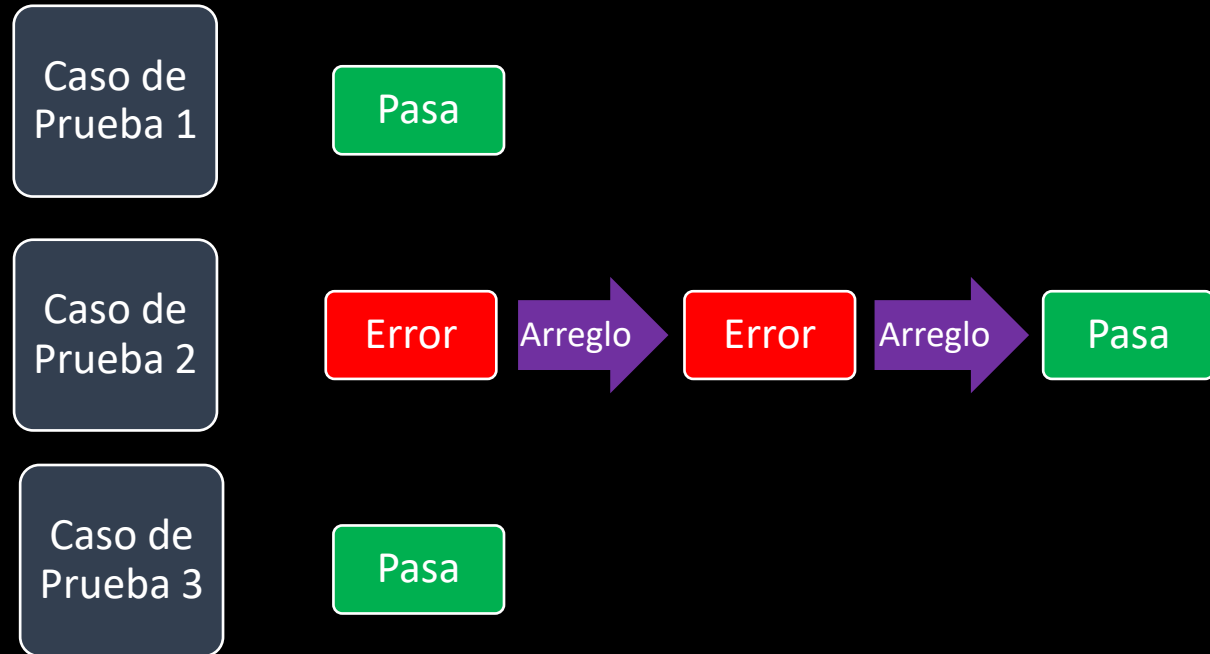 Caso de
Prueba 1
Pasa
Caso de
Prueba 2
Error
Arreglo
Error
Arreglo
Pasa
Caso de
Prueba 3
Pasa